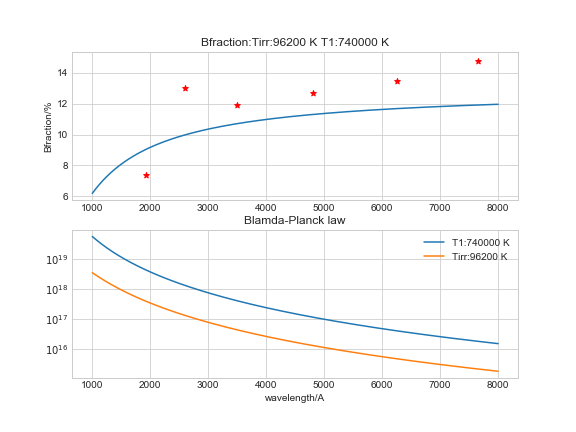 Bfraction:Tirr:96200 K T1:740000 K
14
12
10
8
6
Bfraction/%
1000 2000 3000 4000 5000 6000 7000 8000
Blamda-Planck law
T1:740000 K
Tirr:96200 K
10^19
10^18
10^17
10^16
1000 2000 3000 4000 5000 6000 7000 8000
wavelength/A